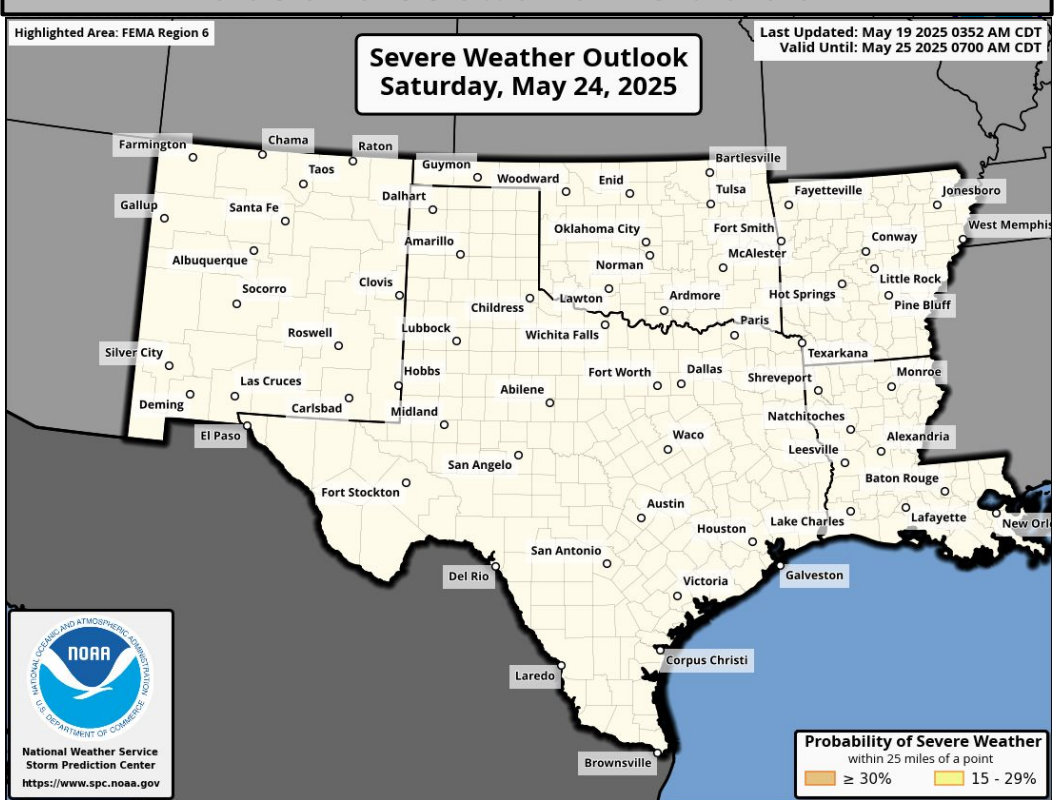 Highlighted Area: FEMA Region 6
Last Updated: May 19 2025 0352 AM CDT
Valid Until: May 25 2025 0700 AM CDT
Severe Weather Outlook
Saturday, May 24, 2025
Farmington
Chama
Raton
Taos
Guymon
Woodward
Enid
Bartlesville
Tulsa
Fayetteville
Jonesboro
Gallup
Santa Fe
Dalhart
Oklahoma City
Fort Smith
West Memphis
Albuquerque
Amarillo
Norman
McAlester
Conway
Socorro
Clovis
Childress
Lawton
Ardmore
Hot Springs
Little Rock
Pine Bluff
Roswell
Lubbock
Wichita Falls
Paris
Texarkana
Silver City
Las Cruces
Hobbs
Abilene
Fort Worth
Dallas
Shreveport
Monroe
Deming
Carlsbad
Midland
Natchitoches
El Paso
San Angelo
Waco
Leesville
Alexandria
Fort Stockton
Baton Rouge
Austin
Houston
Lake Charles
Lafayette
New Orl
San Antonio
Del Rio
Victoria
Galveston
Laredo
Corpus Christi
Brownsville
NATIONAL OCEANIC AND ATMOSPHERIC ADMINISTRATION
NOAA
U.S. DEPARTMENT OF COMMERCE
National Weather Service
Storm Prediction Center
https://www.spc.noaa.gov
Probability of Severe Weather
within 25 miles of a point
≥ 30%
15 - 29%